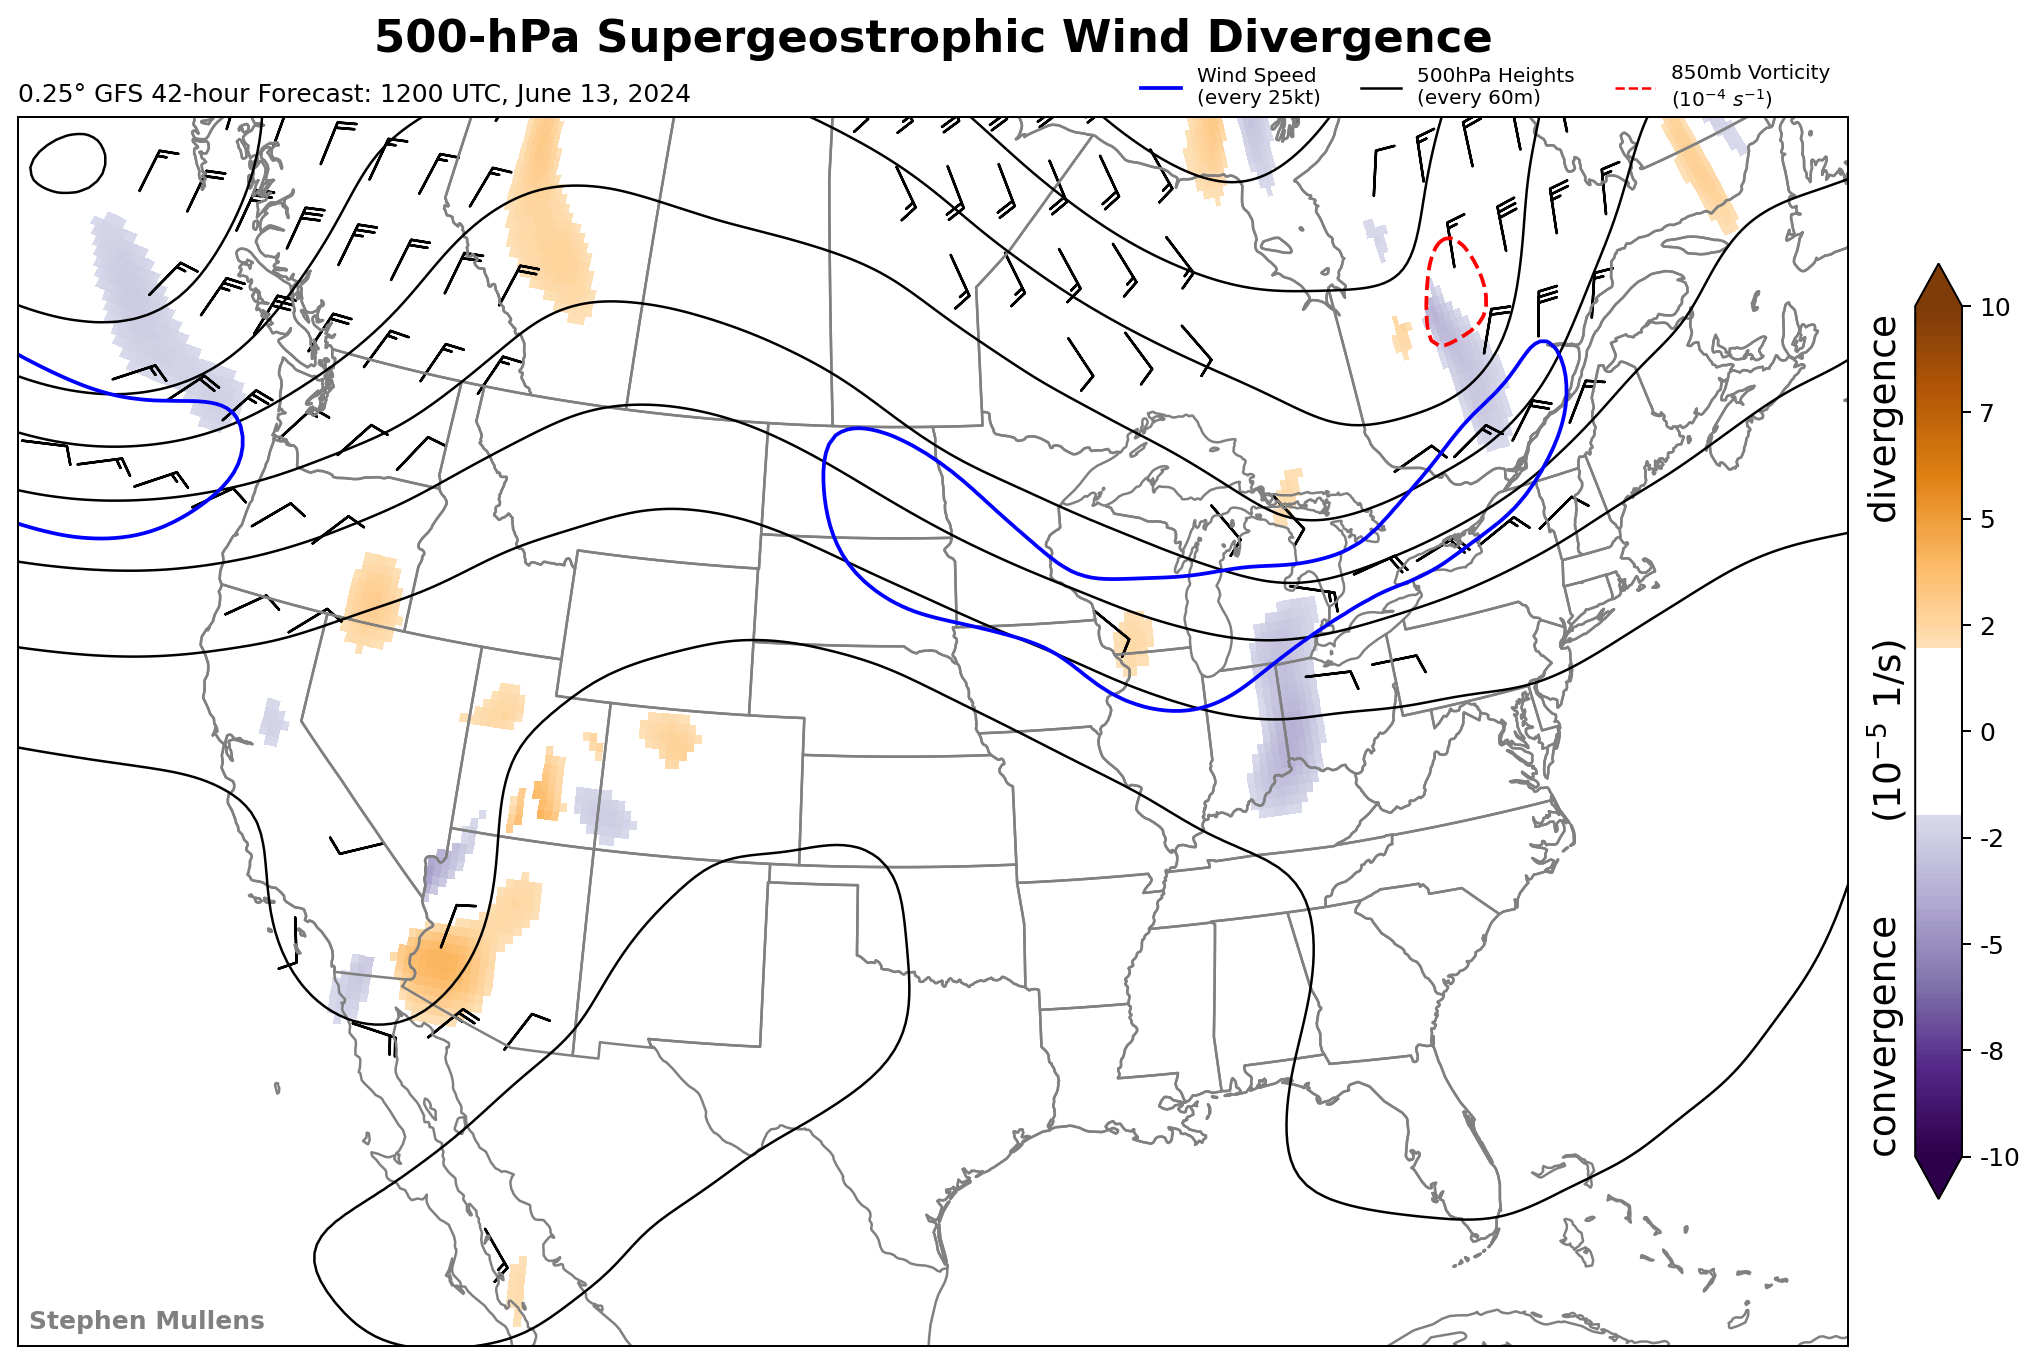 500-hPa Supergeostrophic Wind Divergence
0.25° GFS 42-hour Forecast: 1200 UTC, June 13, 2024
Wind Speed
(every 25kt)
500hPa Heights
(every 60m)
850mb Vorticity
(10⁻⁴ s⁻¹)
10
7
5
2
0
-2
-5
-8
-10
convergence (10⁻⁵ 1/s) divergence
Stephen Mullens